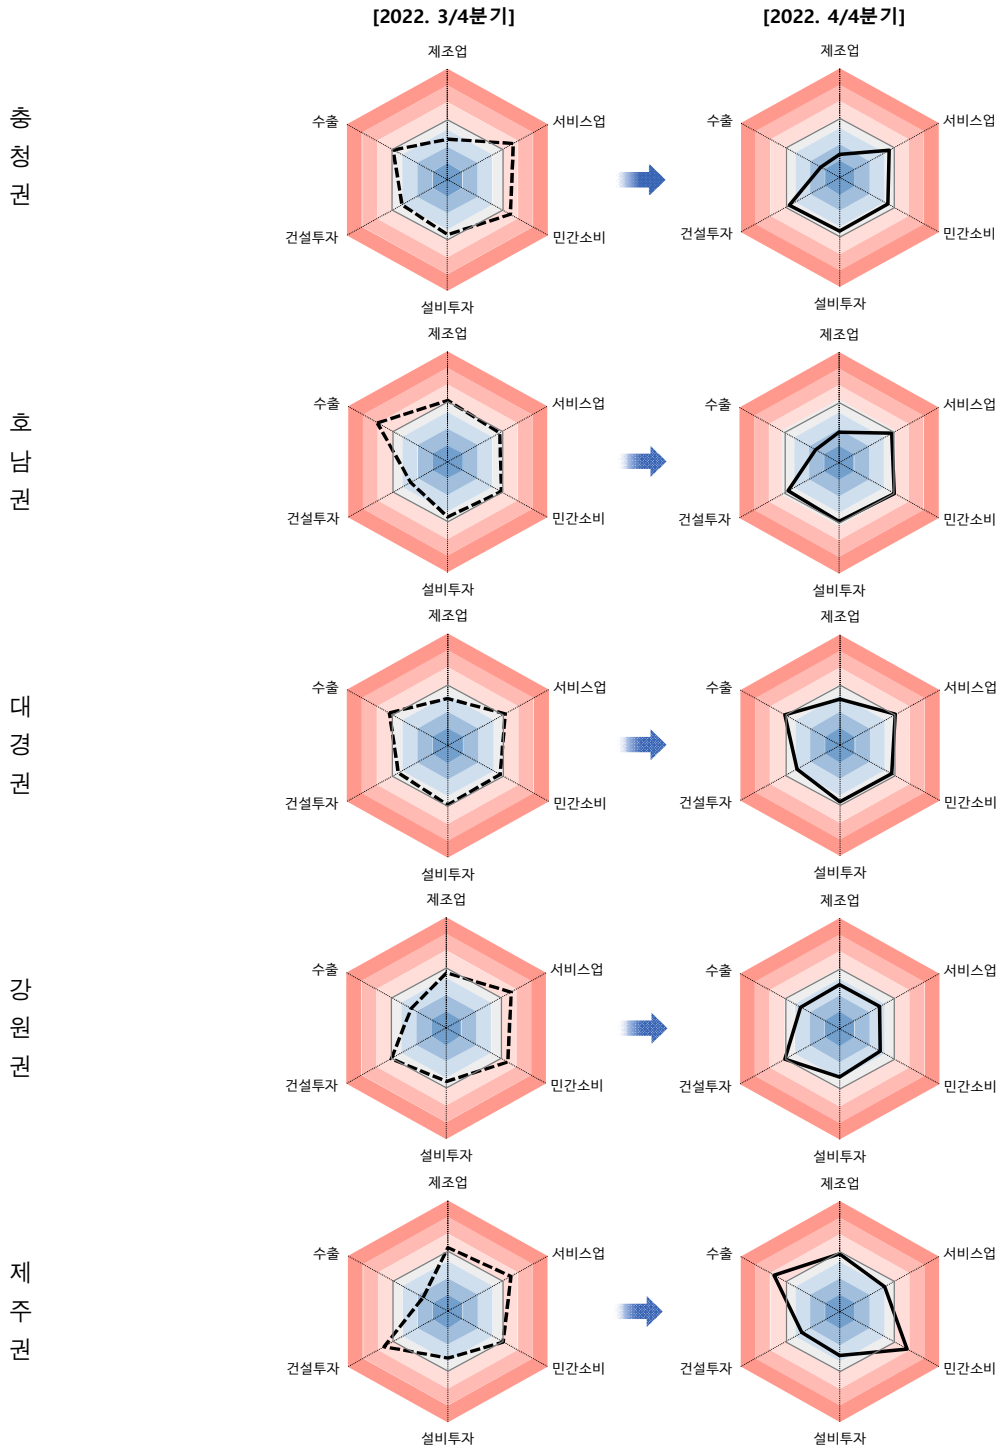 [2022. 3/4분기]
[2022. 4/4분기]
충
청
권
제조업
서비스업
민간소비
설비투자
건설투자
수출
제조업
서비스업
민간소비
설비투자
건설투자
수출
호
남
권
제조업
서비스업
민간소비
설비투자
건설투자
수출
제조업
서비스업
민간소비
설비투자
건설투자
수출
대
경
권
제조업
서비스업
민간소비
설비투자
건설투자
수출
제조업
서비스업
민간소비
설비투자
건설투자
수출
강
원
권
제조업
서비스업
민간소비
설비투자
건설투자
수출
제조업
서비스업
민간소비
설비투자
건설투자
수출
제
주
권
제조업
서비스업
민간소비
설비투자
건설투자
수출
제조업
서비스업
민간소비
설비투자
건설투자
수출